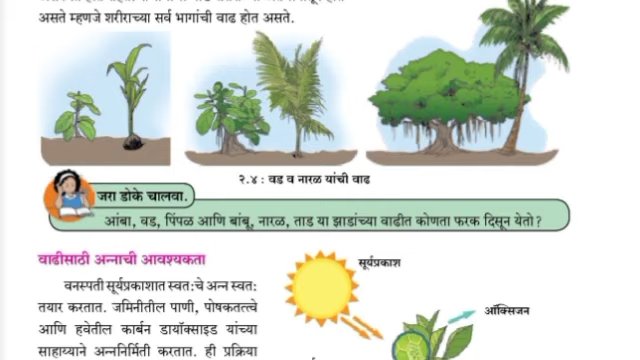 असते म्हणजे शरीराच्या सर्व भागांची वाढ होत असते.
२.४ : वड व नारळ यांची वाढ
जरा डोके चालवा.
आंबा, वड, पिंपळ आणि बांबू, नारळ, ताड या झाडांच्या वाढीत कोणता फरक दिसून येतो ?
वाढीसाठी अन्नाची आवश्यकता
वनस्पती सूर्यप्रकाशात स्वत:चे अन्न स्वत:
तयार करतात. जमिनीतील पाणी, पोषकतत्त्वे
आणि हवेतील कार्बन डायॉक्साइड यांच्या
साहाय्याने अन्ननिर्मिती करतात. ही प्रक्रिया
सूर्यप्रकाश
ऑक्सिजन